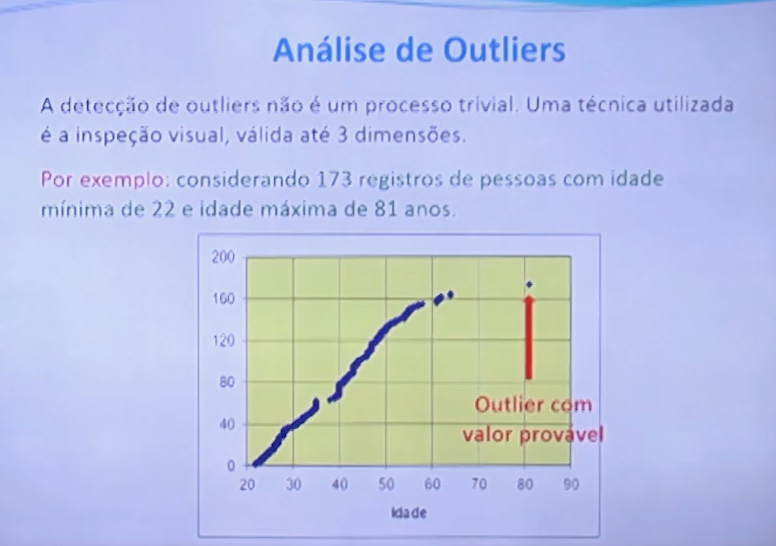 Análise de Outliers
A detecção de outliers não é um processo trivial. Uma técnica utilizada
é a inspeção visual, válida até 3 dimensões.
Por exemplo: considerando 173 registros de pessoas com idade
mínima de 22 e idade máxima de 81 anos.
200
160
120
80
40
0
Outlier com
valor provável
20 30 40 50 60 70 80 90
Idade